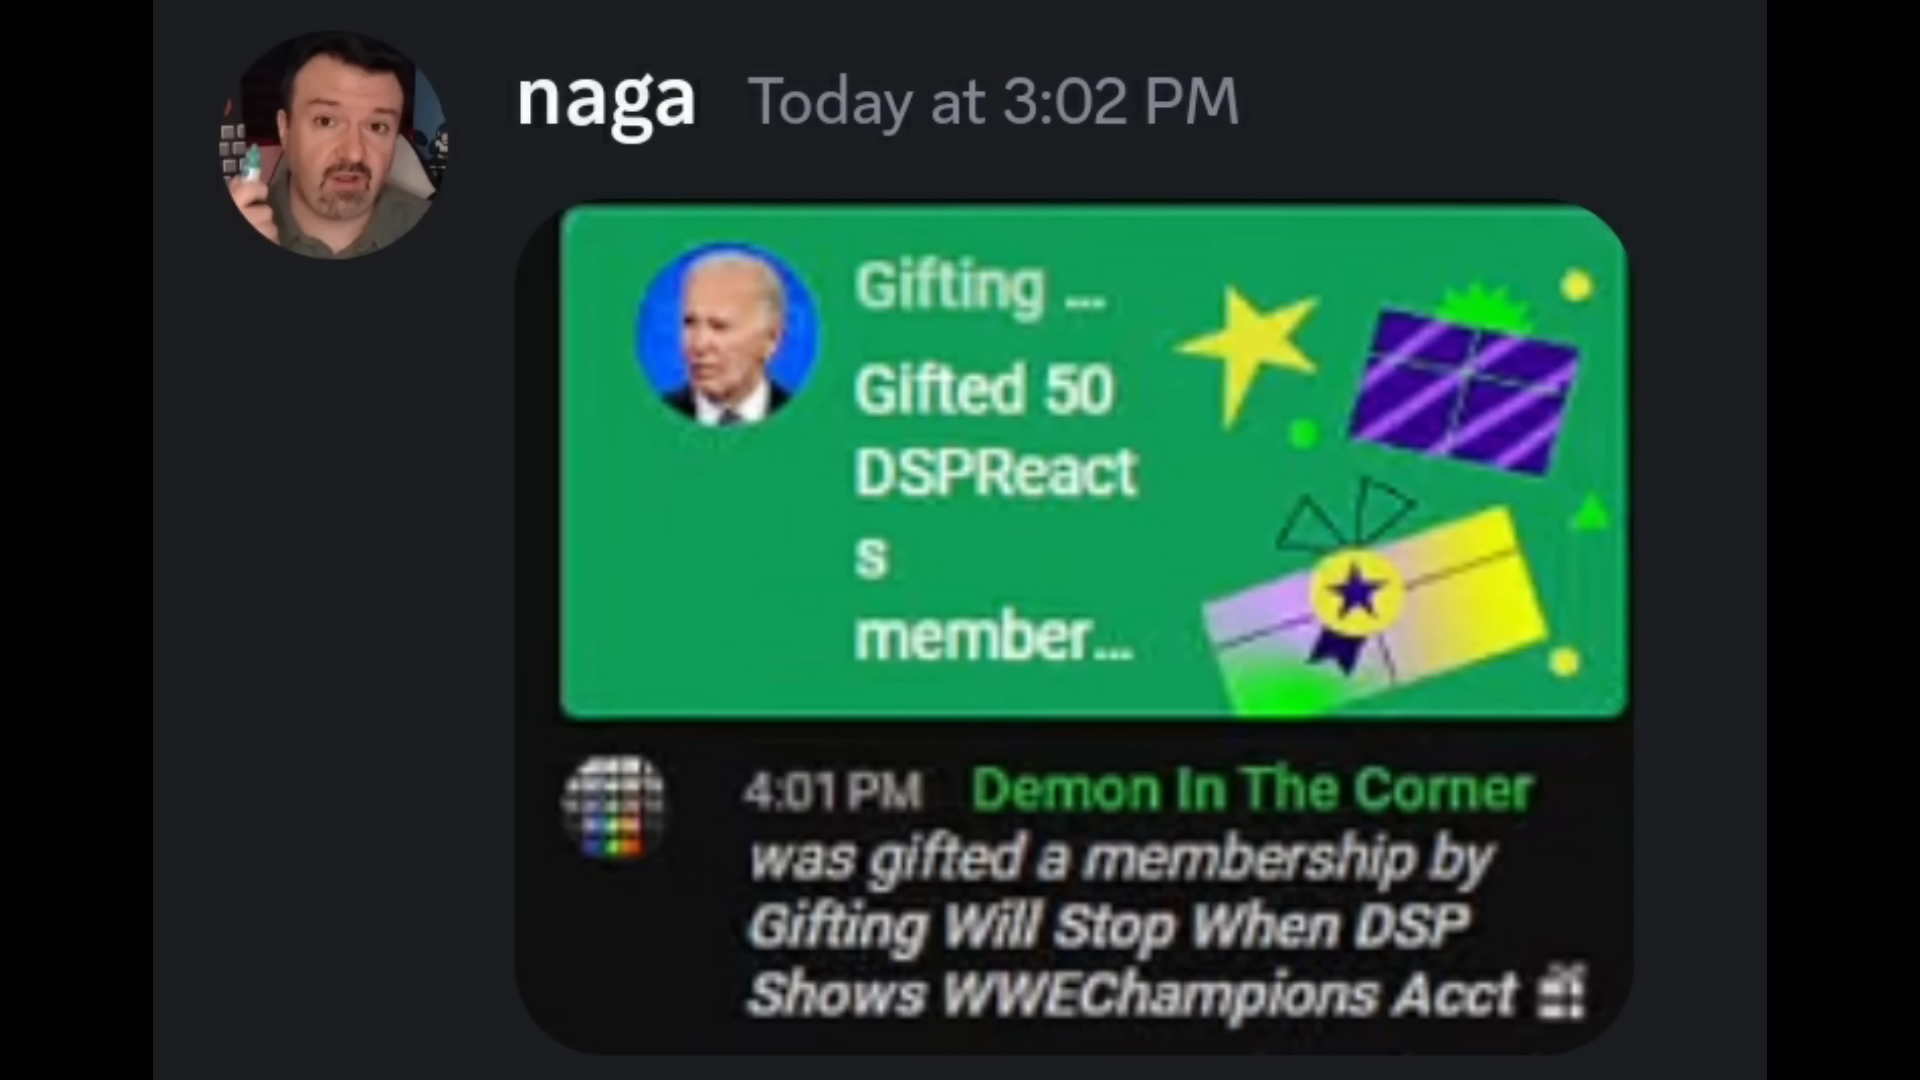 naga Today at 3:02 PM
Gifting ...
Gifted 50
DSPReact
s
member...
4:01 PM Demon In The Corner
was gifted a membership by
Gifting Will Stop When DSP
Shows WWEChampions Acct